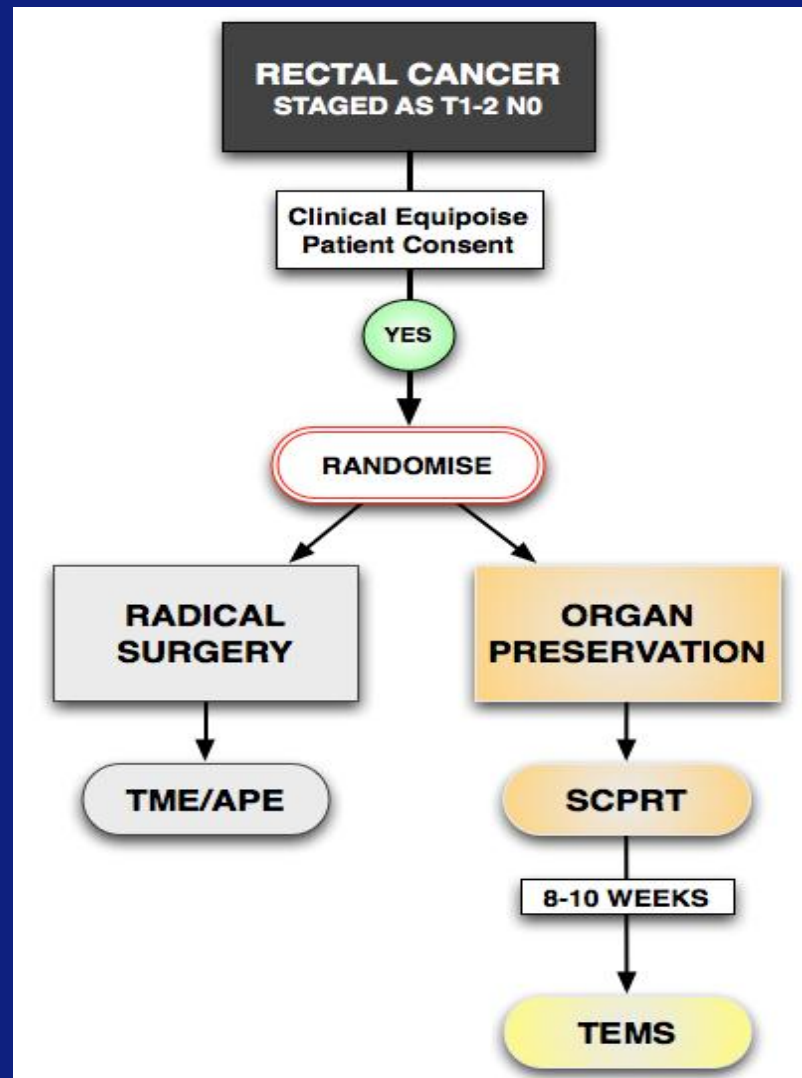 RECTAL CANCER
STAGED AS T1-2 N0
Clinical Equipoise
Patient Consent
YES
RANDOMISE
RADICAL
SURGERY
ORGAN
PRESERVATION
TME/APE
SCPRT
8-10 WEEKS
TEMS